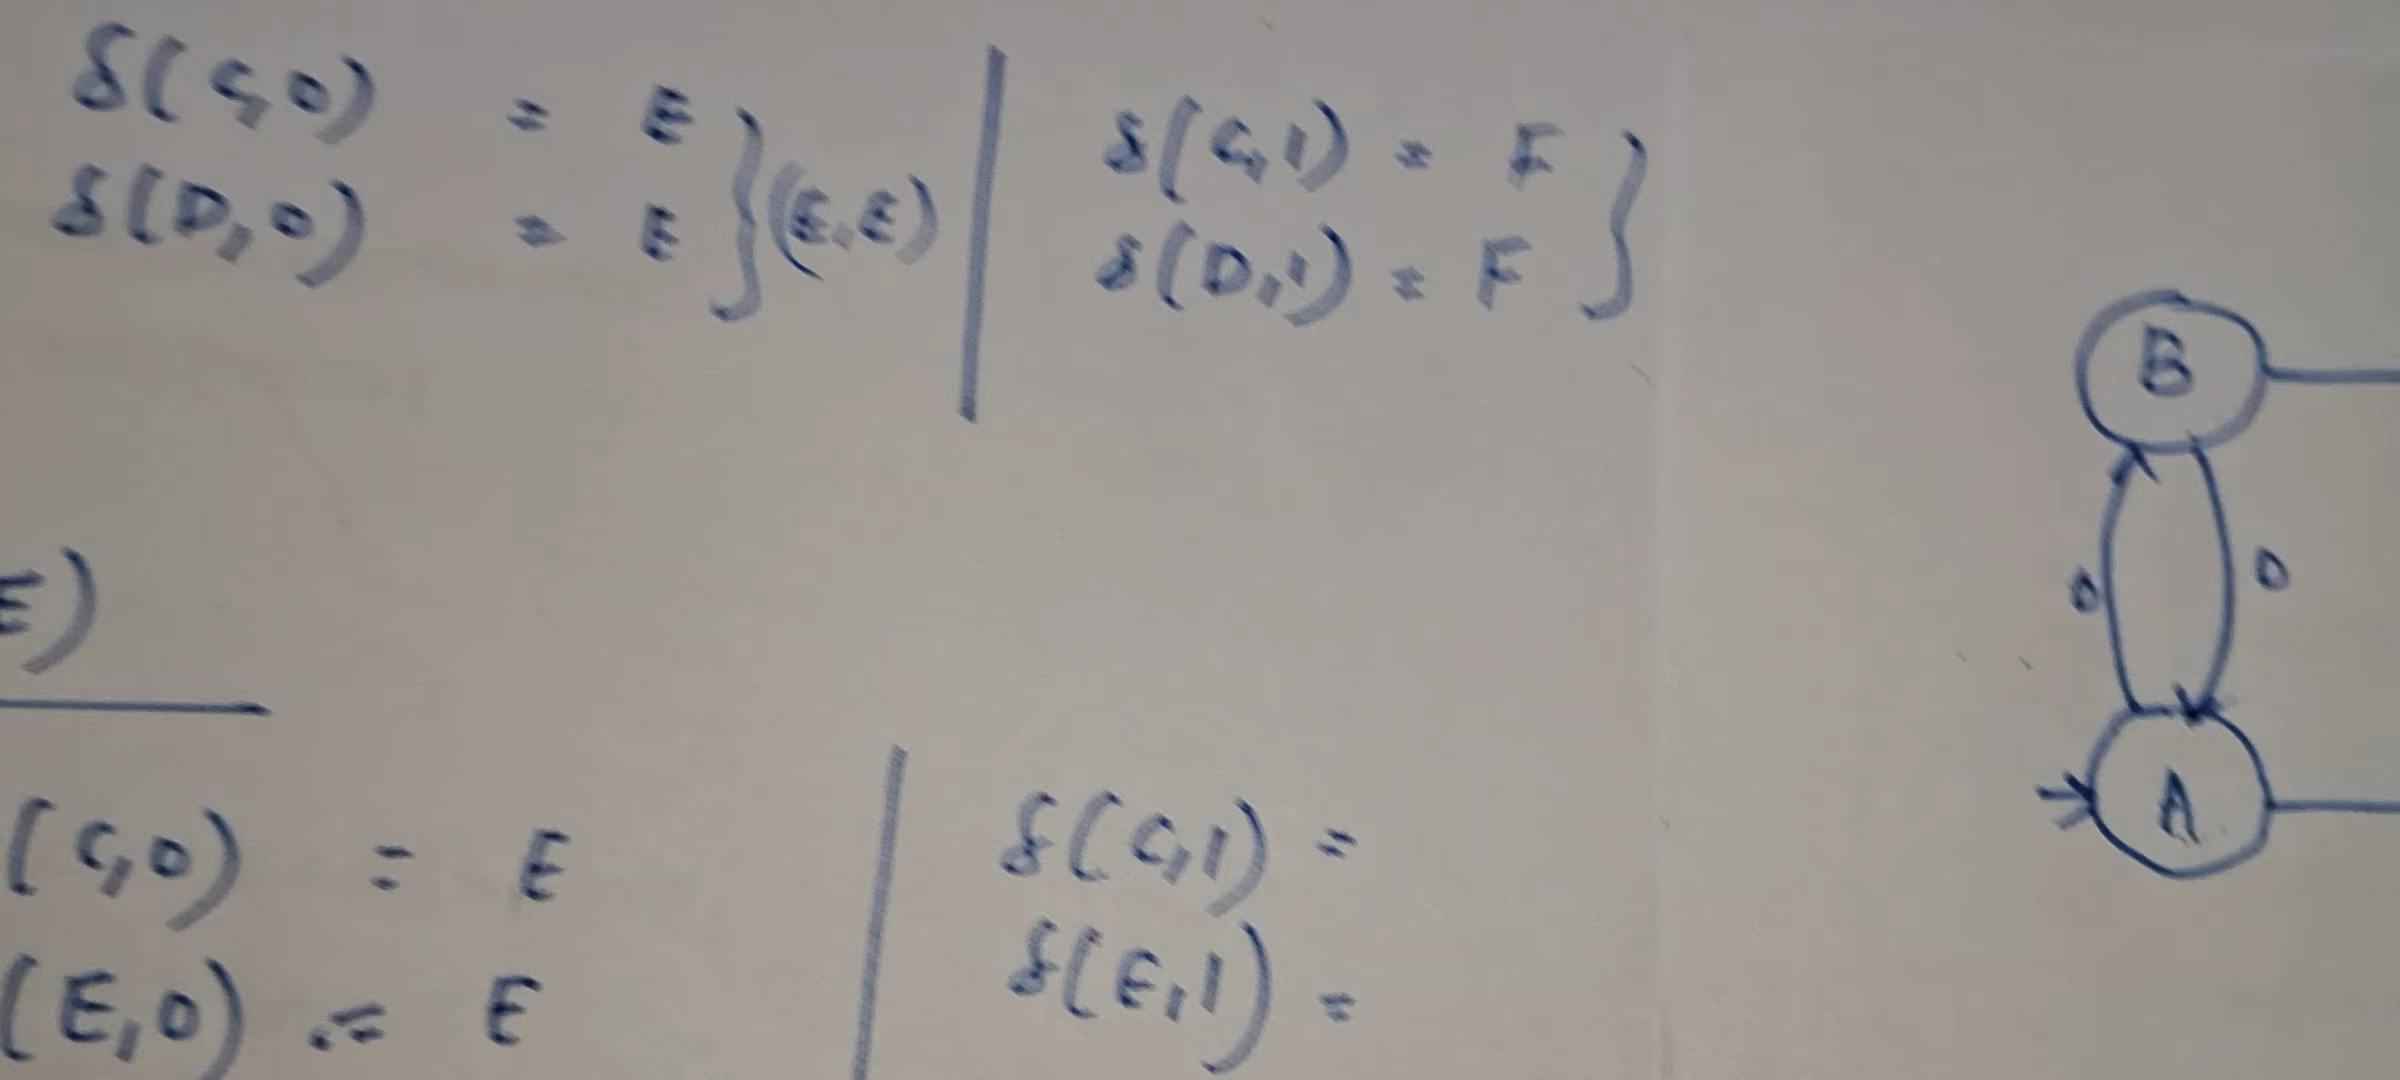 δ(C,0) = E
δ(D,0) = E } (E,E)
δ(C,1) = F
δ(D,1) = F }
E)
(C,0) = E
(E,0) = E
δ(C,1) =
δ(E,1) =
B
0 0
A